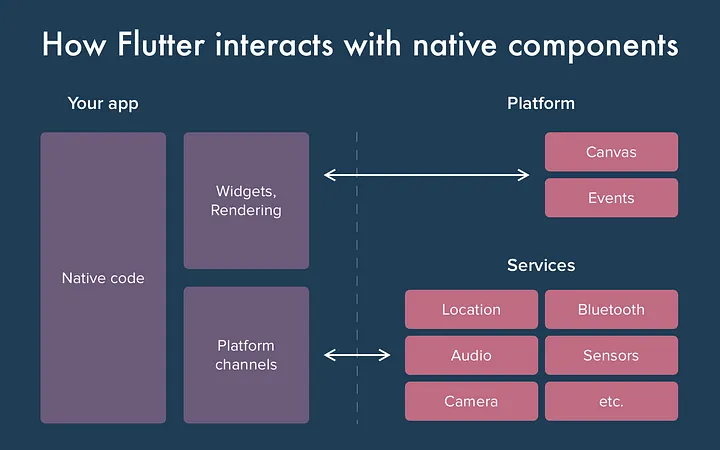 How Flutter interacts with native components
Your app
Platform
Native code
Widgets,
Rendering
Platform
channels
Canvas
Events
Services
Location
Bluetooth
Audio
Sensors
Camera
etc.